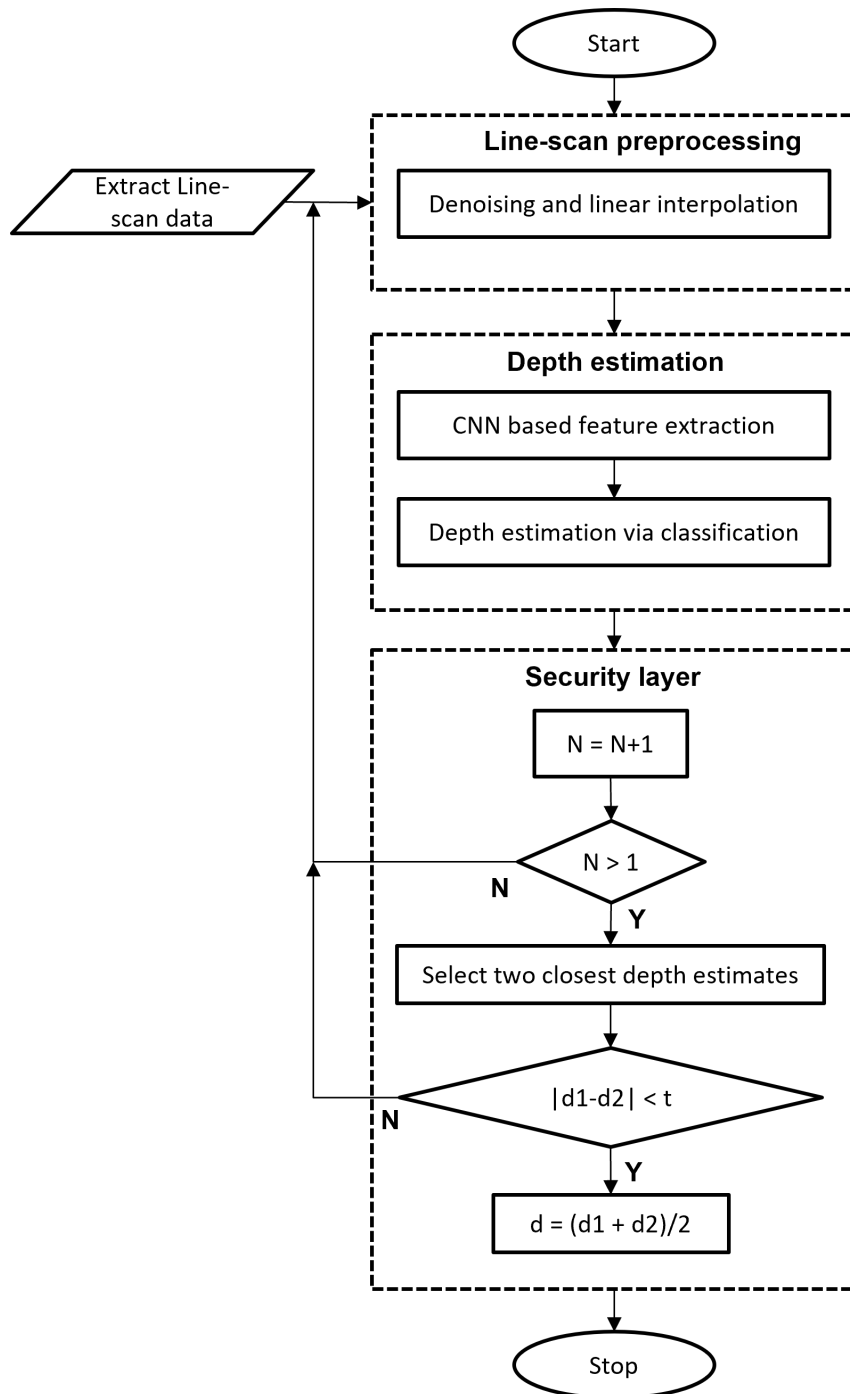 Start
Line-scan preprocessing
Extract Line-
scan data
Denoising and linear interpolation
Depth estimation
CNN based feature extraction
Depth estimation via classification
Security layer
N = N+1
N > 1
N
Y
Select two closest depth estimates
|d1-d2| < t
N
Y
d = (d1 + d2)/2
Stop